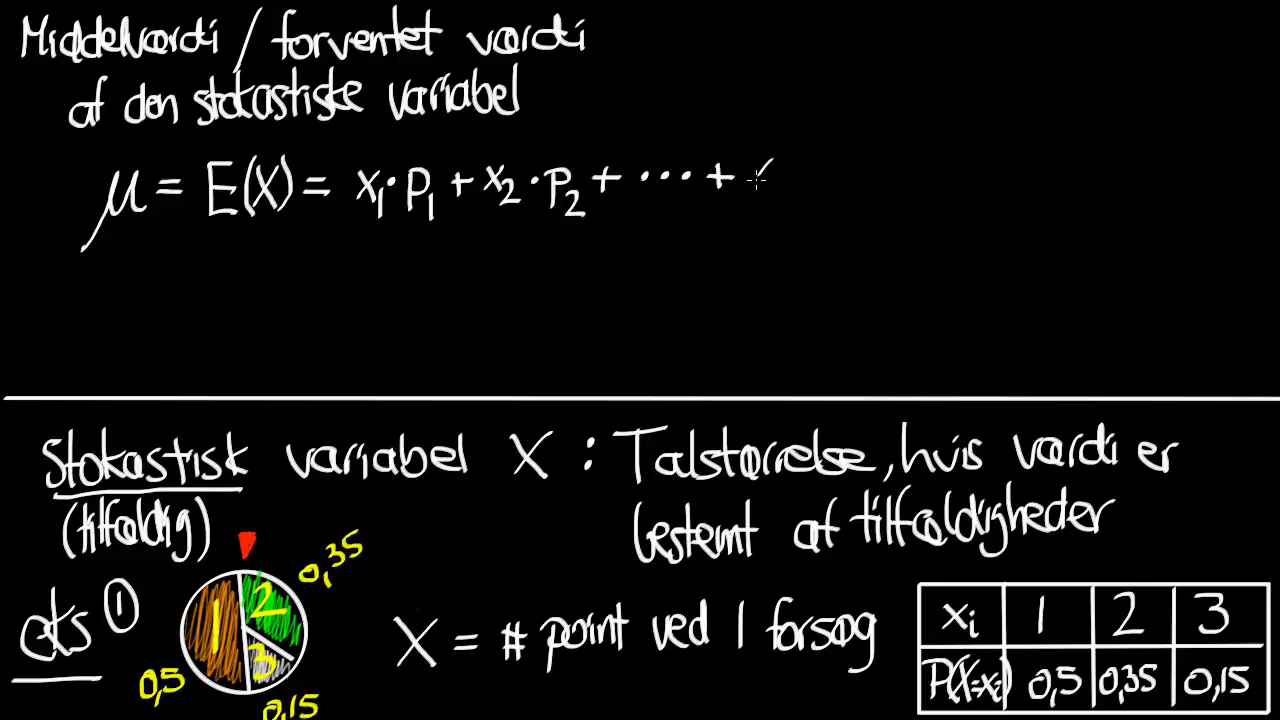 Middelværdi / forventet værdi
af den stokastiske variabel
μ = E(X) = x₁·p₁ + x₂·p₂ + ··· +
Stokastisk variabel X : Talstørrelse, hvis værdi er
(tilfældig) bestemt af tilfældigheder
0,35
eks ①
1 2 3
X = # point ved 1 forsøg
0,5
0,15
xᵢ 1 2 3
P(X=xᵢ) 0,5 0,35 0,15